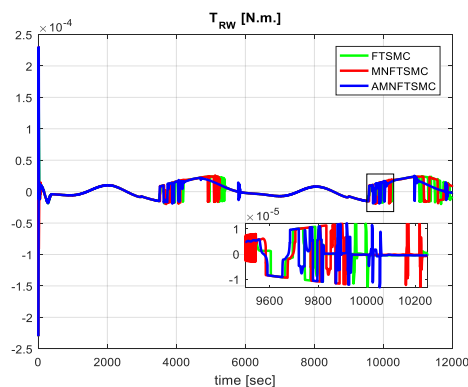 T_RW [N.m.]
×10⁻⁴
2.5
2
1.5
1
0.5
0
-0.5
-1
-1.5
-2
-2.5
FTSMC
MNFTSMC
AMNFTSMC
×10⁻⁵
1
0
-1
9600 9800 10000 10200
0 2000 4000 6000 8000 10000 12000
time [sec]